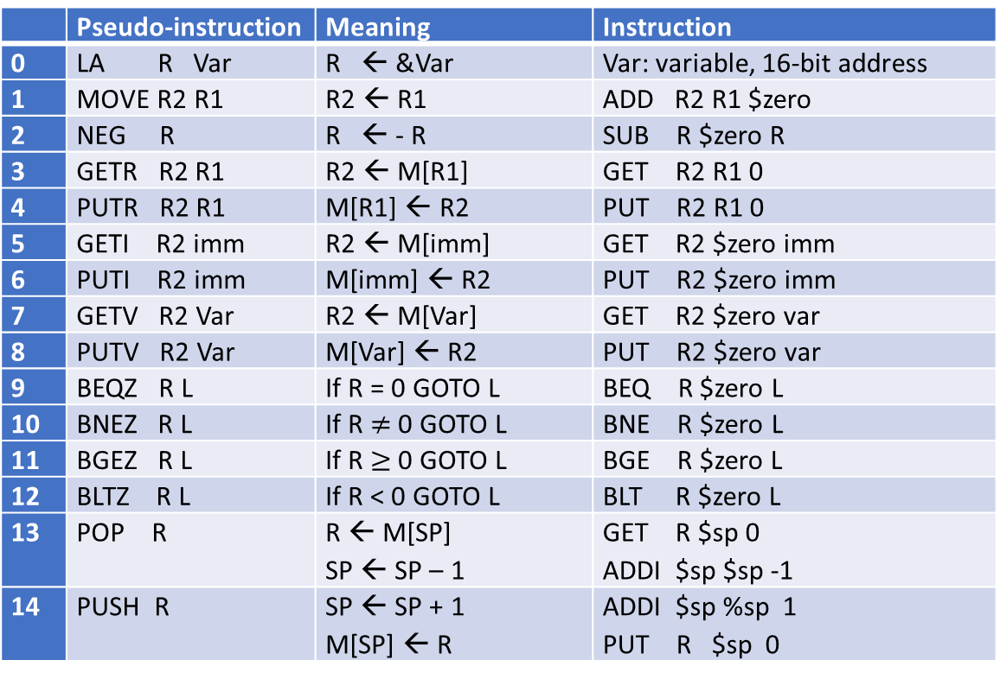 Pseudo-instruction Meaning Instruction
0 LA R Var R ← &Var Var: variable, 16-bit address
1 MOVE R2 R1 R2 ← R1 ADD R2 R1 $zero
2 NEG R R ← - R SUB R $zero R
3 GETR R2 R1 R2 ← M[R1] GET R2 R1 0
4 PUTR R2 R1 M[R1] ← R2 PUT R2 R1 0
5 GETI R2 imm R2 ← M[imm] GET R2 $zero imm
6 PUTI R2 imm M[imm] ← R2 PUT R2 $zero imm
7 GETV R2 Var R2 ← M[Var] GET R2 $zero var
8 PUTV R2 Var M[Var] ← R2 PUT R2 $zero var
9 BEQZ R L If R = 0 GOTO L BEQ R $zero L
10 BNEZ R L If R ≠ 0 GOTO L BNE R $zero L
11 BGEZ R L If R ≥ 0 GOTO L BGE R $zero L
12 BLTZ R L If R < 0 GOTO L BLT R $zero L
13 POP R R ← M[SP] GET R $sp 0
SP ← SP – 1 ADDI $sp $sp -1
14 PUSH R SP ← SP + 1 ADDI $sp %sp 1
M[SP] ← R PUT R $sp 0